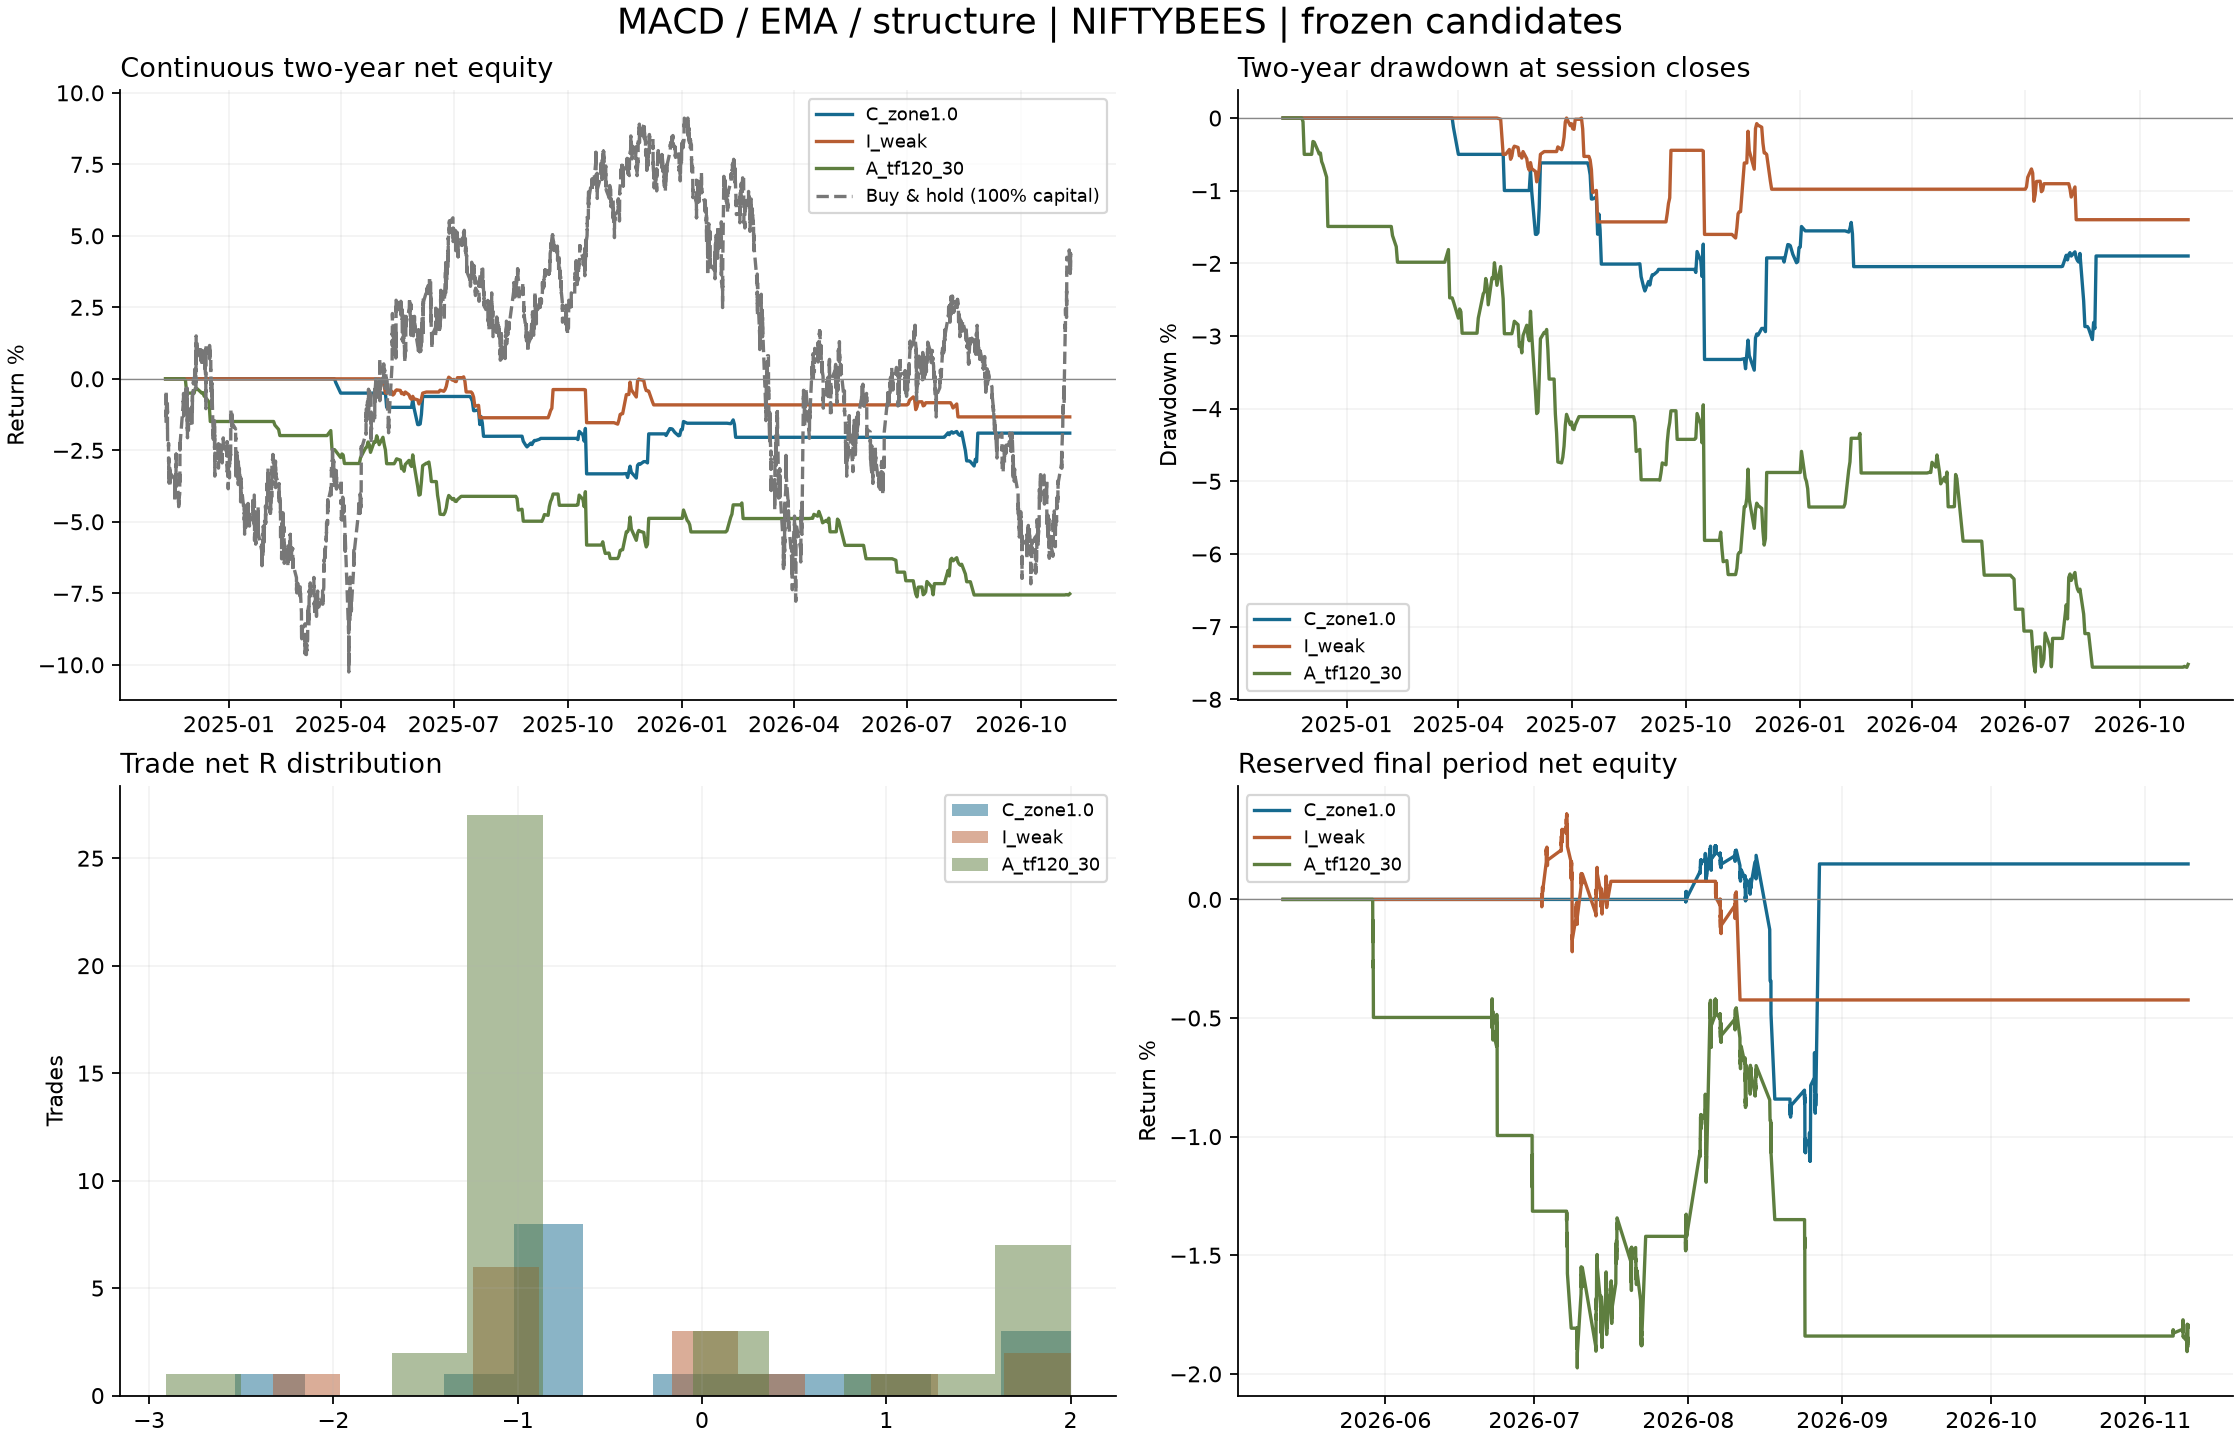 MACD / EMA / structure | NIFTYBEES | frozen candidates
Continuous two-year net equity
Return %
10.0
7.5
5.0
2.5
0.0
−2.5
−5.0
−7.5
−10.0
C_zone1.0
I_weak
A_tf120_30
Buy & hold (100% capital)
2025-01 2025-04 2025-07 2025-10 2026-01 2026-04 2026-07 2026-10
Two-year drawdown at session closes
Drawdown %
0
−1
−2
−3
−4
−5
−6
−7
−8
C_zone1.0
I_weak
A_tf120_30
2025-01 2025-04 2025-07 2025-10 2026-01 2026-04 2026-07 2026-10
Trade net R distribution
Trades
25
20
15
10
5
0
C_zone1.0
I_weak
A_tf120_30
−3 −2 −1 0 1 2
Reserved final period net equity
Return %
0.0
−0.5
−1.0
−1.5
−2.0
C_zone1.0
I_weak
A_tf120_30
2026-06 2026-07 2026-08 2026-09 2026-10 2026-11